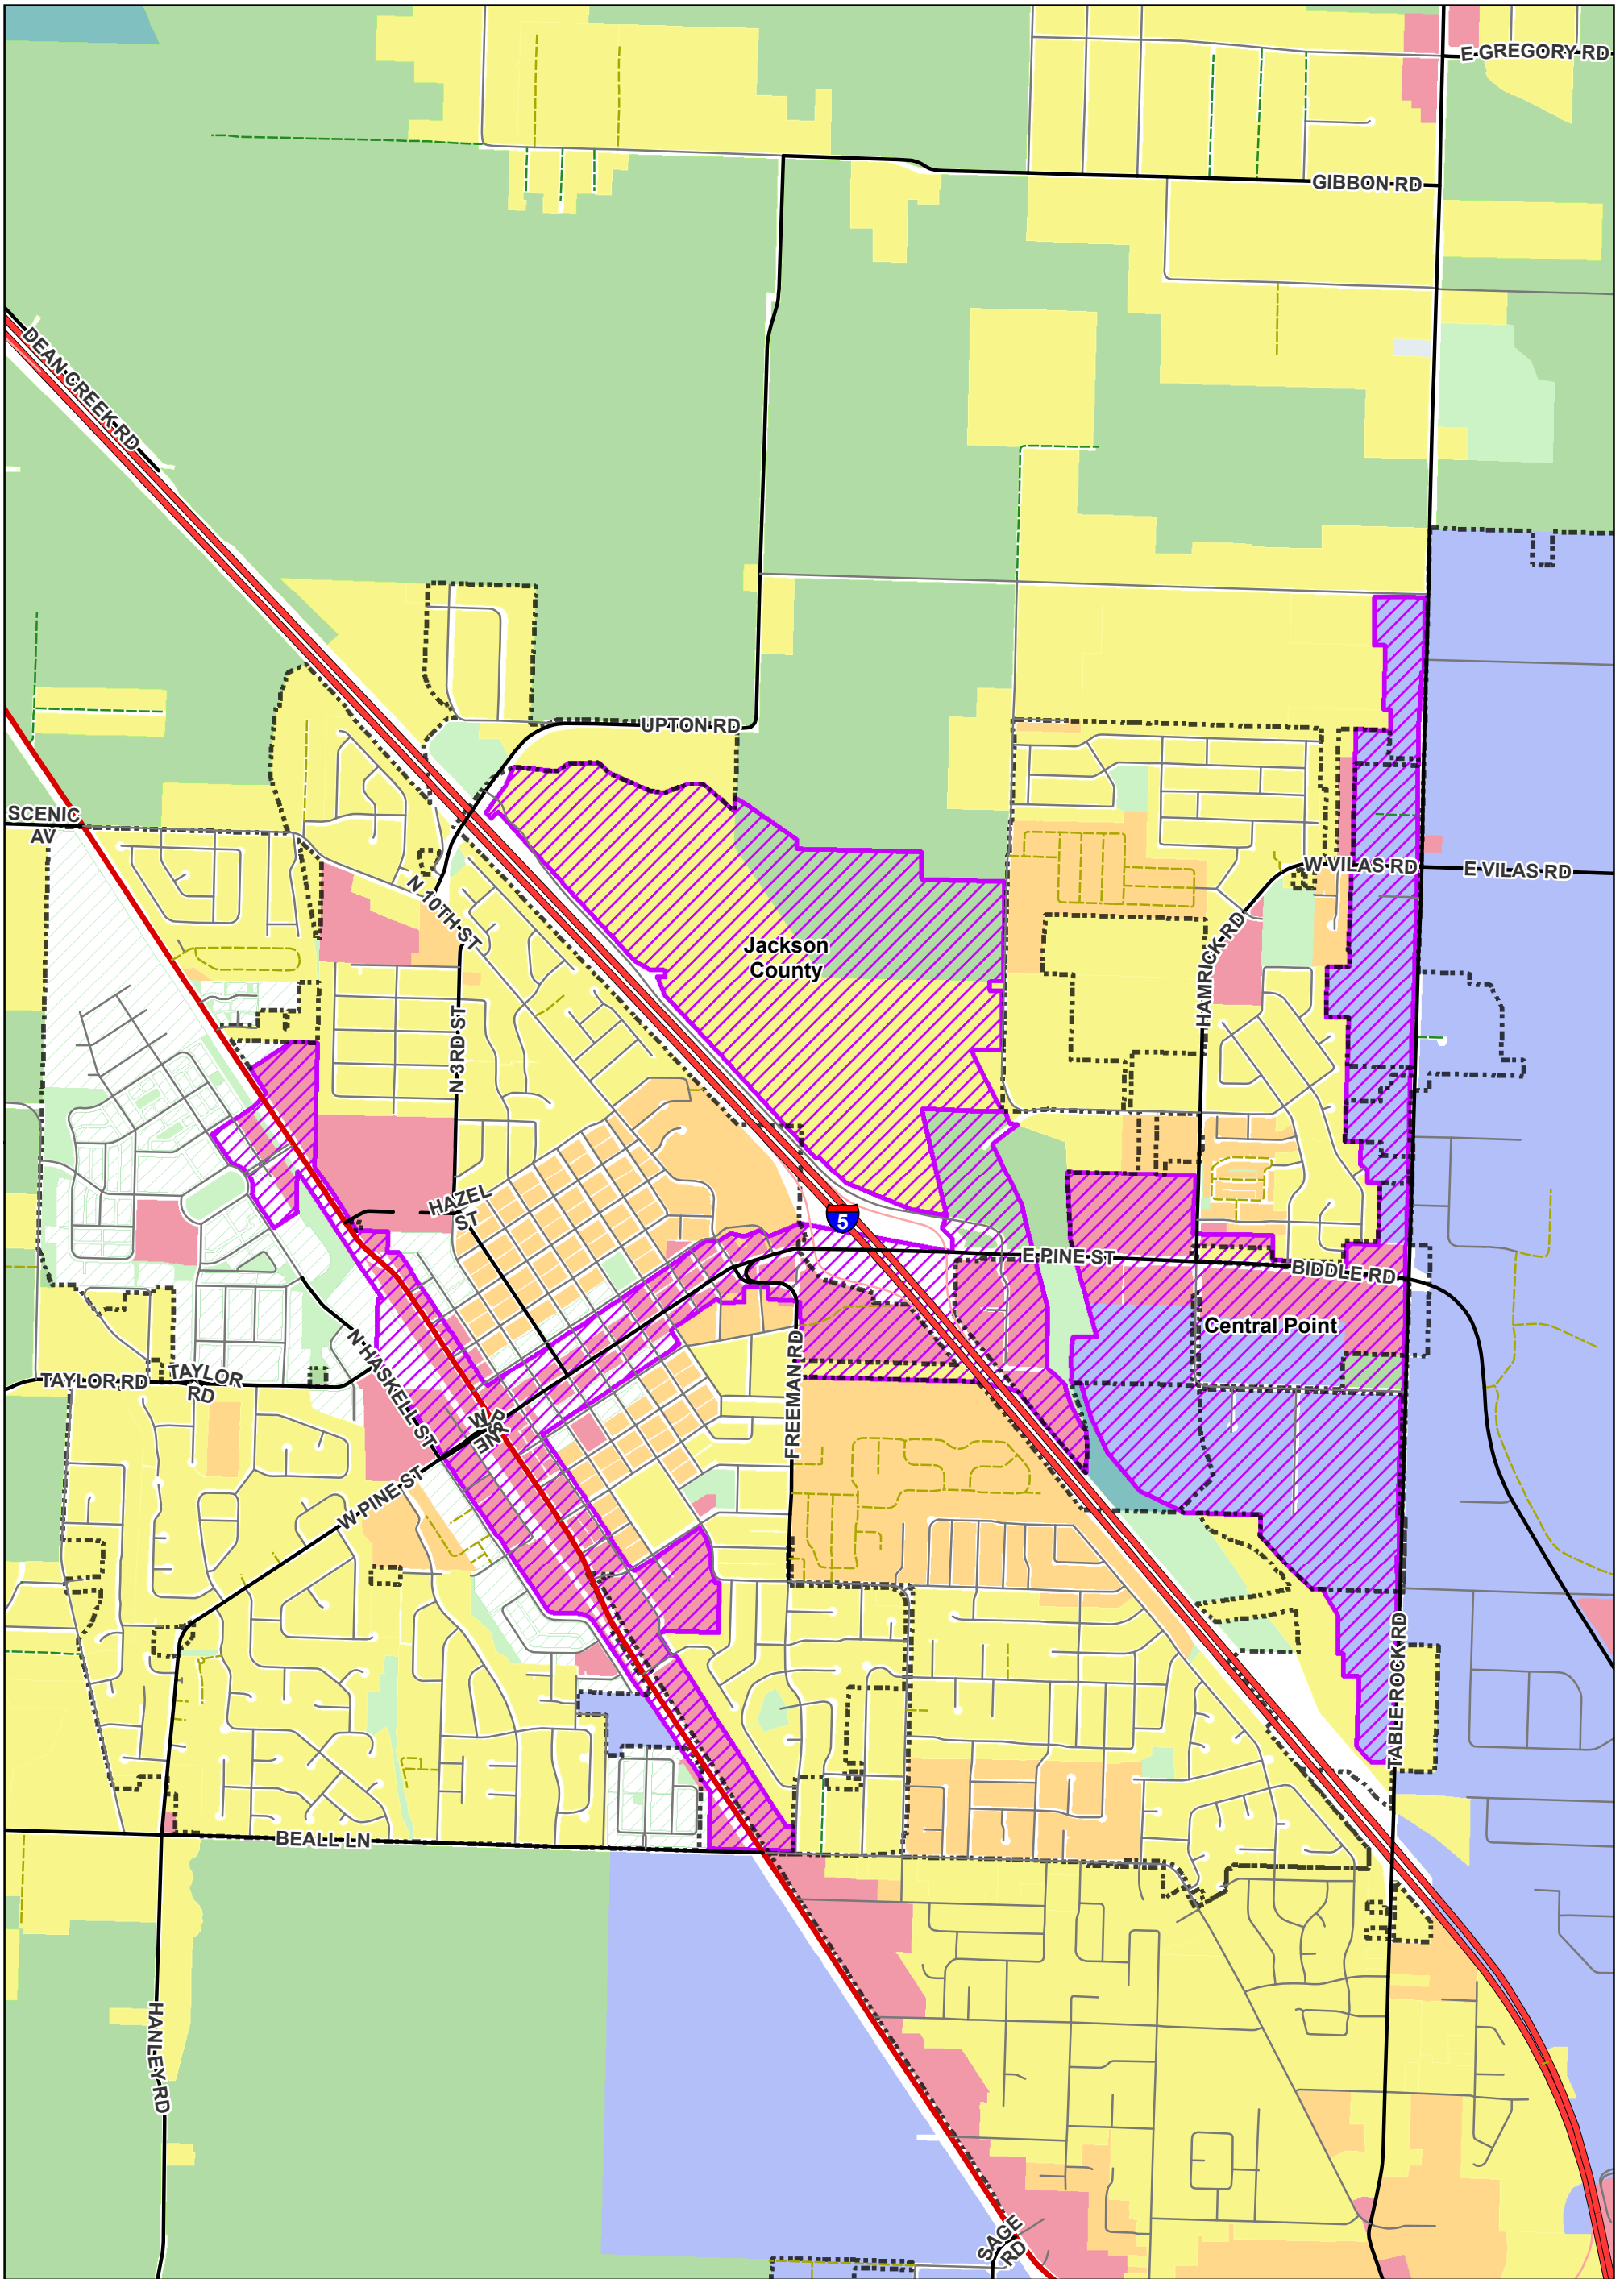 E GREGORY RD
GIBBON RD
DEAN CREEK RD
UPTON RD
SCENIC
AV
W VILAS RD
E VILAS RD
N 10TH ST
HAMRICK RD
Jackson
County
N 3RD ST
HAZEL
ST
5
E PINE ST
BIDDLE RD
Central Point
N HASKELL ST
FREEMAN RD
TAYLOR RD
TAYLOR
RD
W PINE ST
TABLE ROCK RD
BEALL LN
HANLEY RD
SAGE
RD